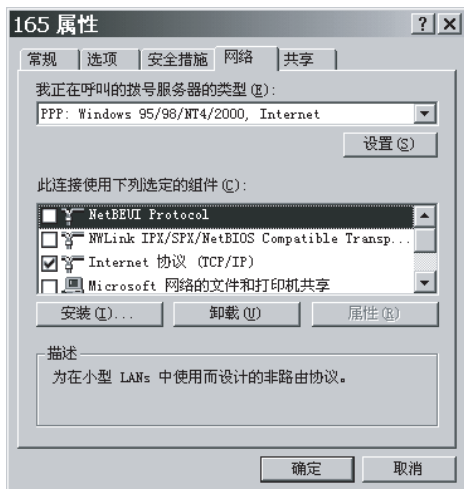 165 属性
常规 选项 安全措施 网络 共享
我正在呼叫的拨号服务器的类型(E):
PPP: Windows 95/98/NT4/2000, Internet
设置(S)
此连接使用下列选定的组件(C):
NetBEUI Protocol
NWLink IPX/SPX/NetBIOS Compatible Transp...
Internet 协议 (TCP/IP)
Microsoft 网络的文件和打印机共享
安装(I)... 卸载(U) 属性(R)
描述
为在小型 LANs 中使用而设计的非路由协议。
确定 取消